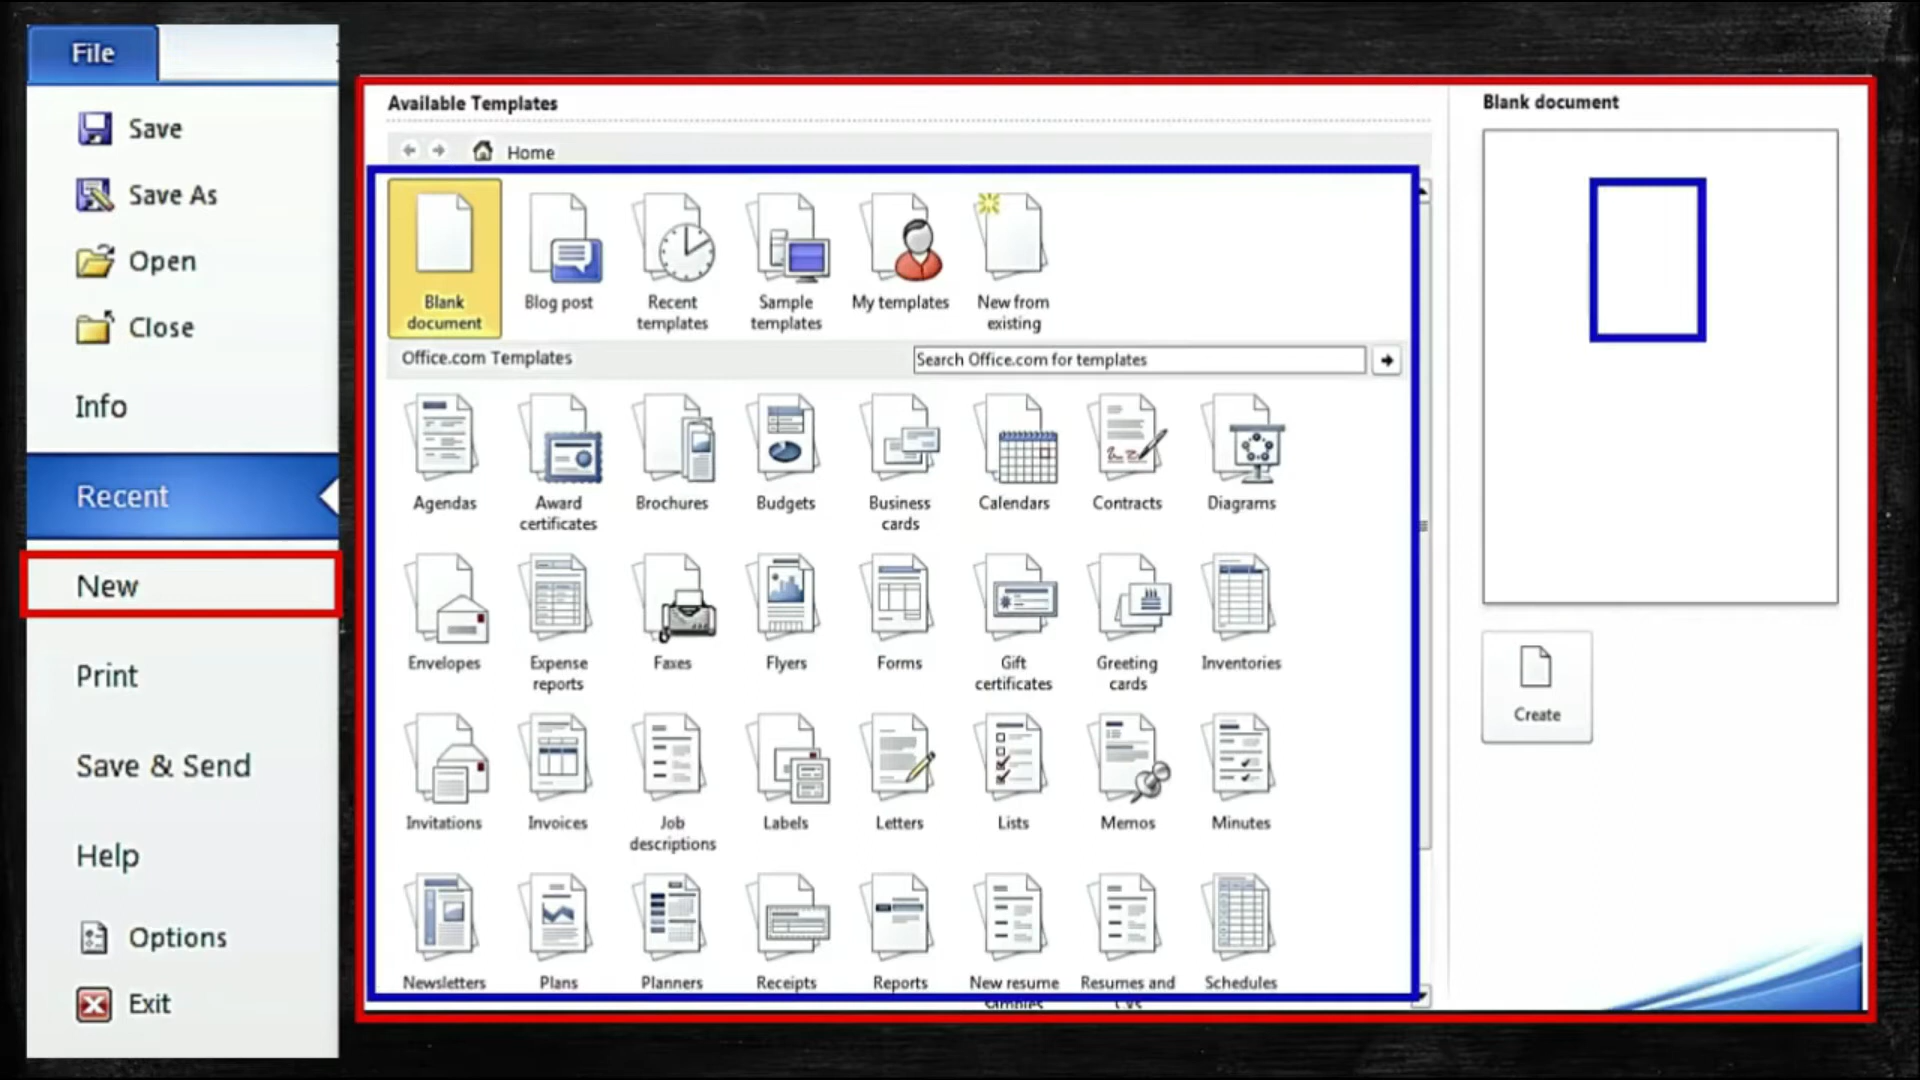 File
Save
Save As
Open
Close
Info
Recent
New
Print
Save & Send
Help
Options
Exit
Available Templates
Home
Blank document
Blog post
Recent templates
Sample templates
My templates
New from existing
Office.com Templates
Search Office.com for templates
Agendas
Award certificates
Brochures
Budgets
Business cards
Calendars
Contracts
Diagrams
Envelopes
Expense reports
Faxes
Flyers
Forms
Gift certificates
Greeting cards
Inventories
Invitations
Invoices
Job descriptions
Labels
Letters
Lists
Memos
Minutes
Newsletters
Plans
Planners
Receipts
Reports
New resume samples
Resumes and CVs
Schedules
Blank document
Create